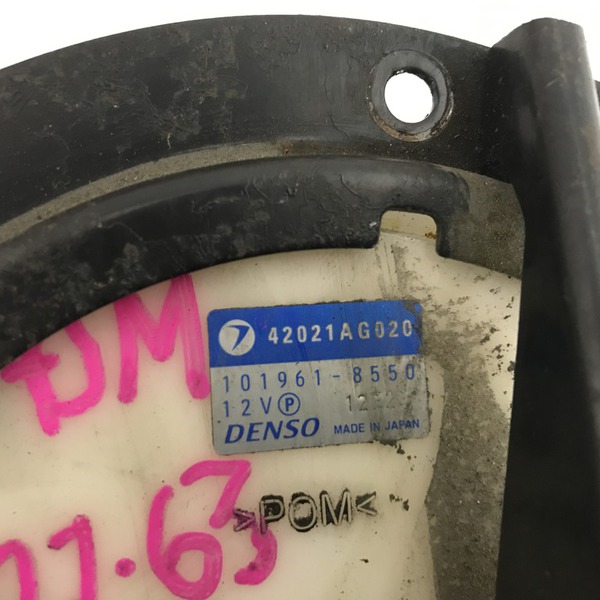 42021AG020
101961-8550
12V Ⓟ
DENSO MADE IN JAPAN
DM
>POM<